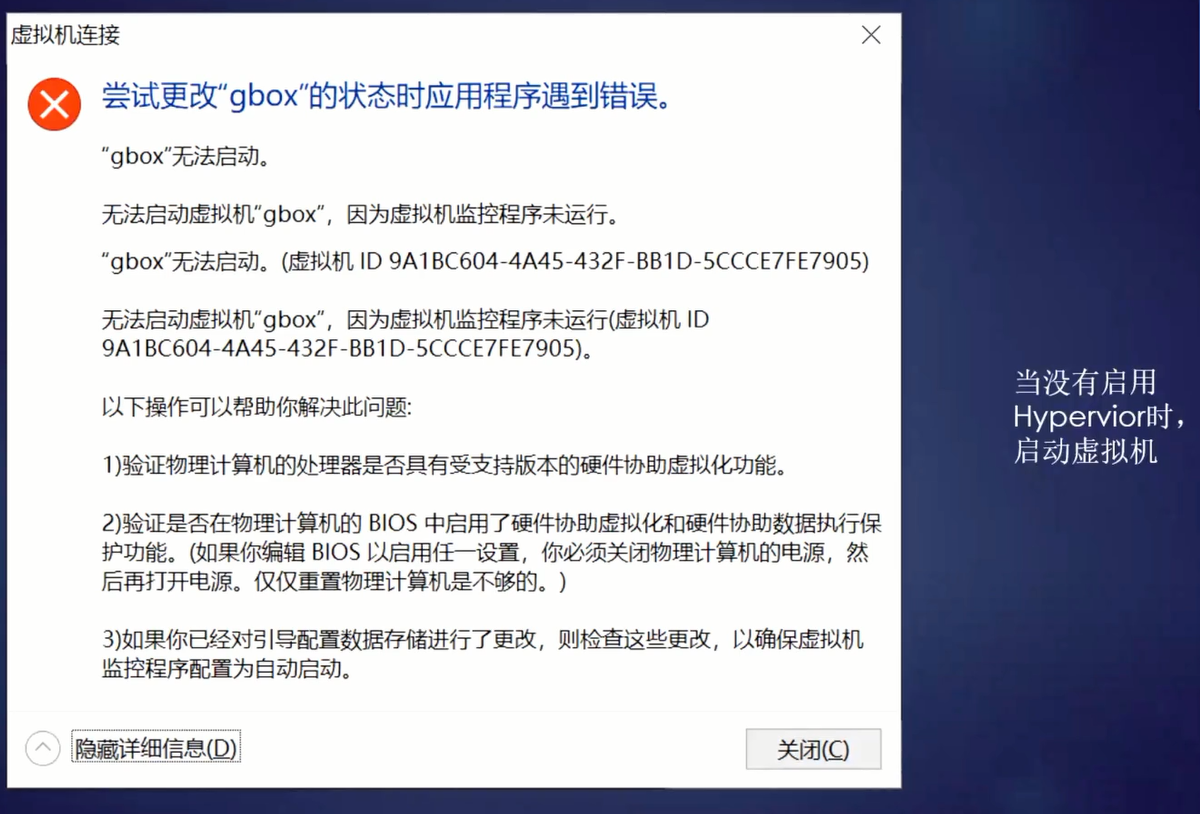 虚拟机连接
尝试更改“gbox”的状态时应用程序遇到错误。
“gbox”无法启动。
无法启动虚拟机“gbox”，因为虚拟机监控程序未运行。
“gbox”无法启动。(虚拟机 ID 9A1BC604-4A45-432F-BB1D-5CCCE7FE7905)
无法启动虚拟机“gbox”，因为虚拟机监控程序未运行(虚拟机 ID
9A1BC604-4A45-432F-BB1D-5CCCE7FE7905)。
以下操作可以帮助你解决此问题:
1)验证物理计算机的处理器是否具有受支持版本的硬件协助虚拟化功能。
2)验证是否在物理计算机的 BIOS 中启用了硬件协助虚拟化和硬件协助数据执行保
护功能。(如果你编辑 BIOS 以启用任一设置，你必须关闭物理计算机的电源，然
后再打开电源。仅仅重置物理计算机是不够的。)
3)如果你已经对引导配置数据存储进行了更改，则检查这些更改，以确保虚拟机
监控程序配置为自动启动。
隐藏详细信息(D)
关闭(C)
当没有启用
Hypervior时，
启动虚拟机